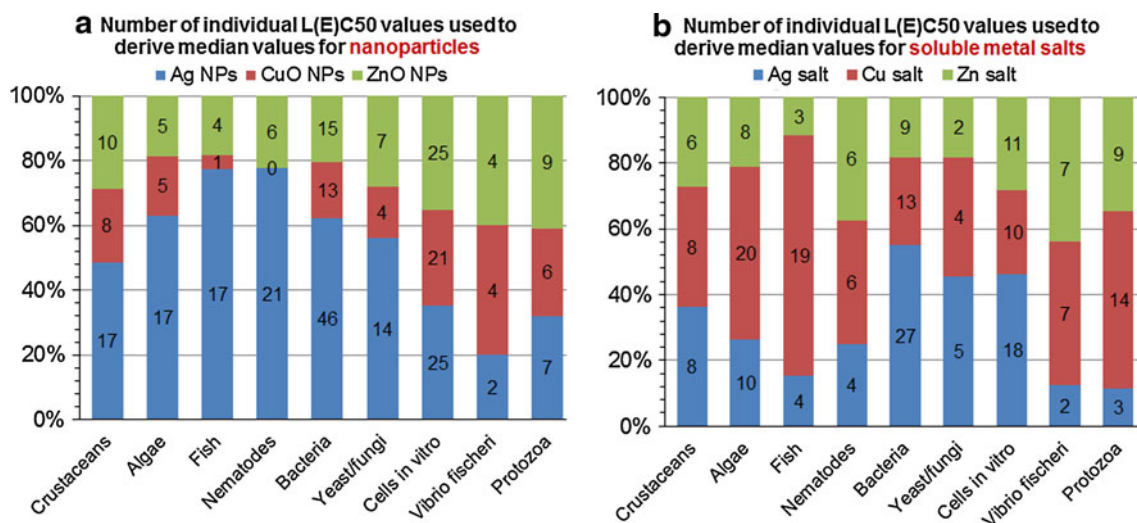 a Number of individual L(E)C50 values used to
derive median values for nanoparticles
Ag NPs CuO NPs ZnO NPs
100%
80%
60%
40%
20%
0%
10 5 4 6 15 7 25 4 9
8 5 1 0 13 4 21 4 6
17 17 17 21 46 14 25 2 7
Crustaceans
Algae
Fish
Nematodes
Bacteria
Yeast/fungi
Cells in vitro
Vibrio fischeri
Protozoa
b Number of individual L(E)C50 values used to
derive median values for soluble metal salts
Ag salt Cu salt Zn salt
100%
80%
60%
40%
20%
0%
6 8 3 6 9 2 11 7 9
8 20 19 6 13 4 10 7 14
8 10 4 4 27 5 18 2 3
Crustaceans
Algae
Fish
Nematodes
Bacteria
Yeast/fungi
Cells in vitro
Vibrio fischeri
Protozoa